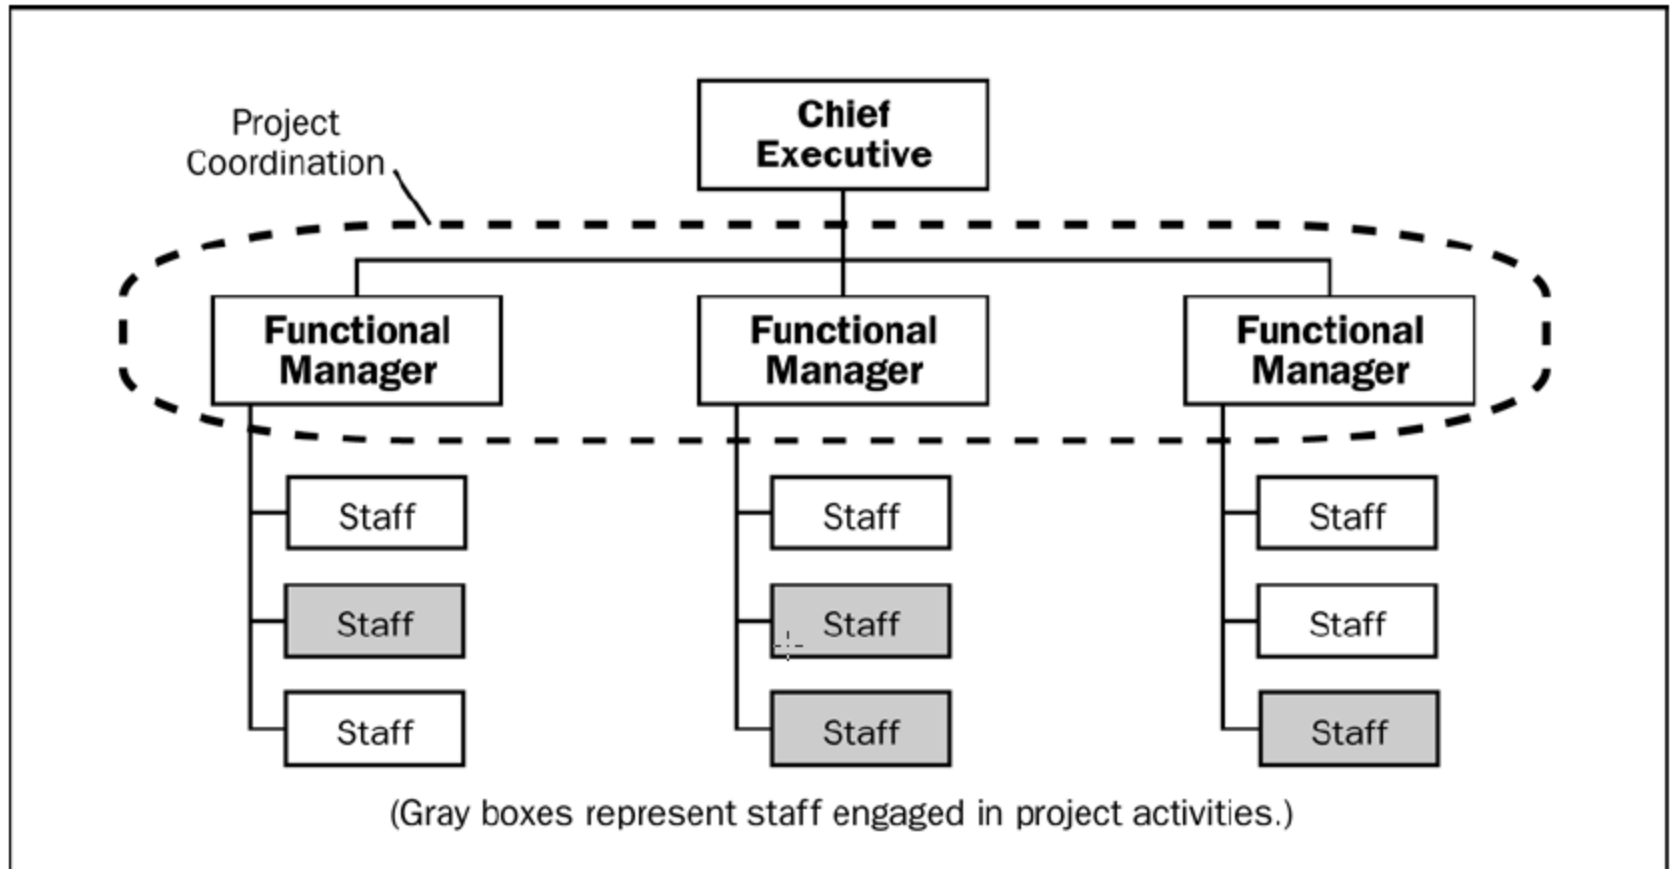 Project
Coordination
Chief
Executive
Functional
Manager
Functional
Manager
Functional
Manager
Staff
Staff
Staff
Staff
Staff
Staff
Staff
Staff
Staff
(Gray boxes represent staff engaged in project activities.)